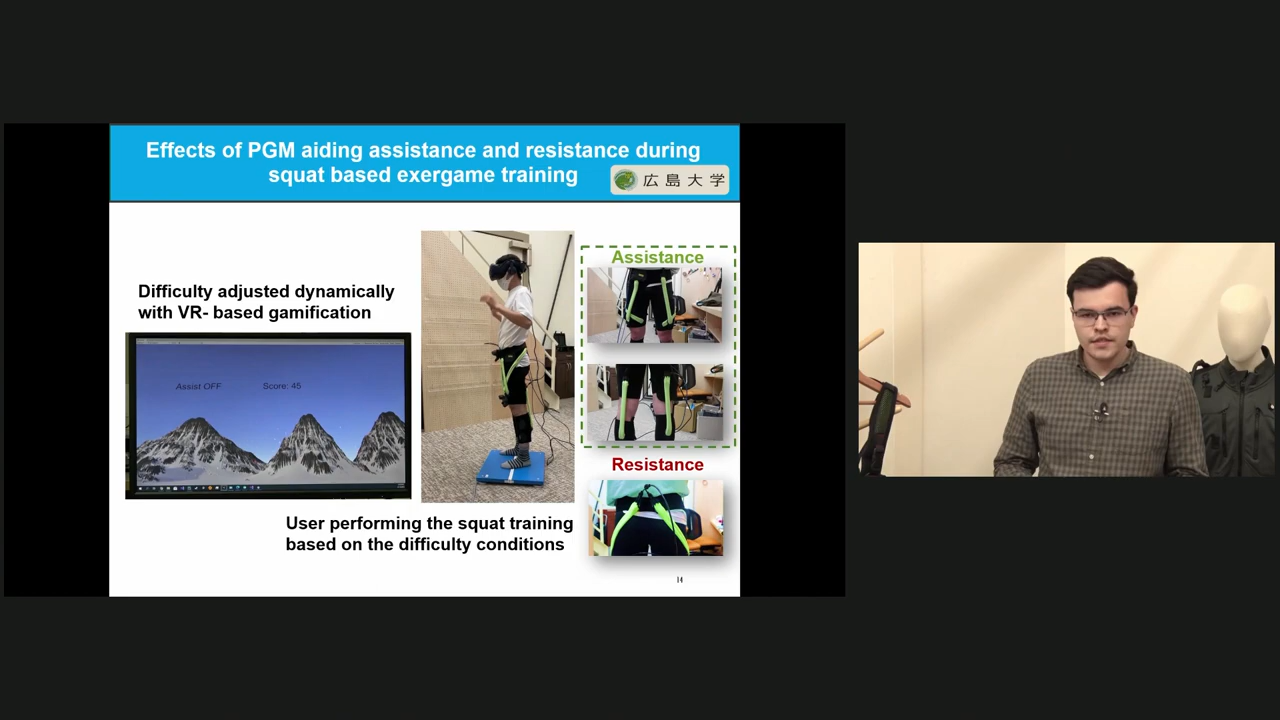 Effects of PGM aiding assistance and resistance during
squat based exergame training
広島大学
Difficulty adjusted dynamically
with VR- based gamification
Assist OFF
Score: 45
Assistance
Resistance
User performing the squat training
based on the difficulty conditions
14